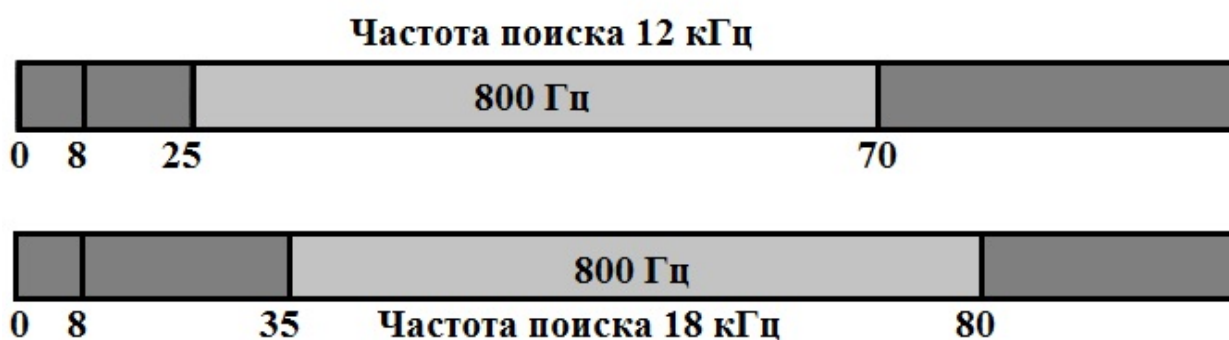 Частота поиска 12 кГц
800 Гц
0 8 25 70
800 Гц
0 8 35 Частота поиска 18 кГц 80